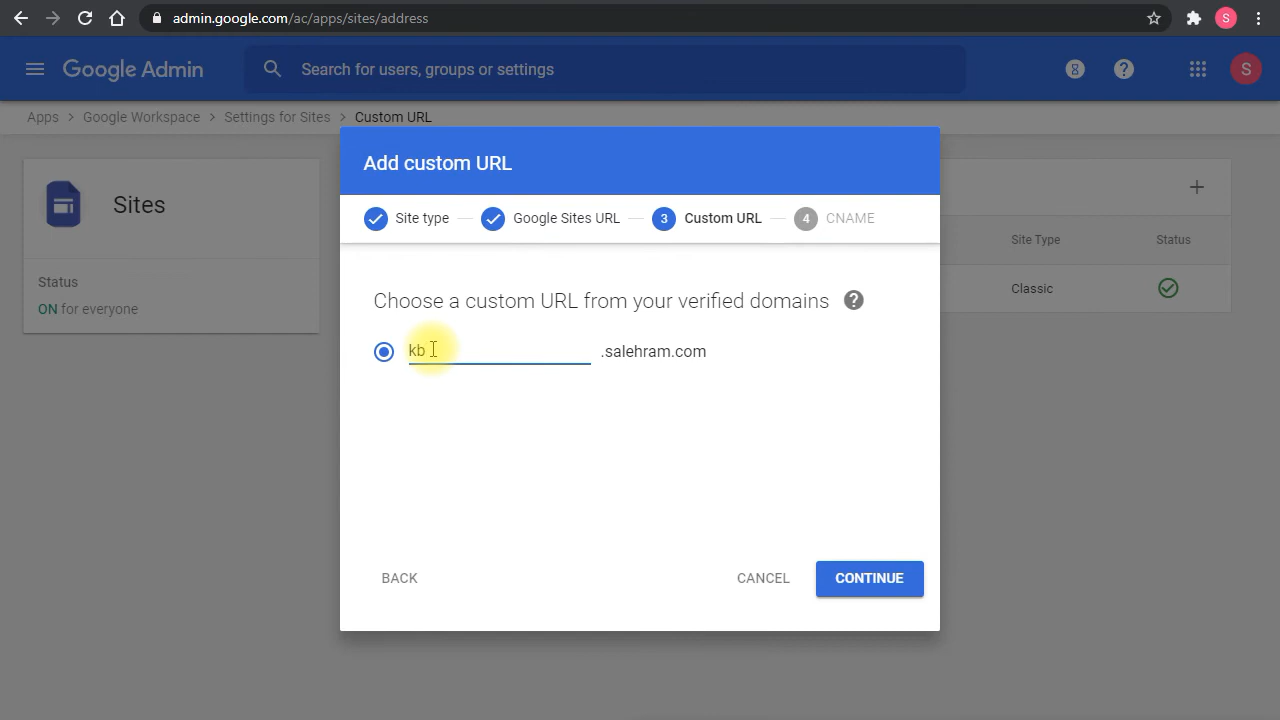 admin.google.com/ac/apps/sites/address
S
Google Admin
Search for users, groups or settings
S
Apps > Google Workspace > Settings for Sites > Custom URL
Sites
Status
ON for everyone
Site Type
Status
Classic
Add custom URL
Site type
Google Sites URL
3 Custom URL
4 CNAME
Choose a custom URL from your verified domains ?
kb .salehram.com
BACK
CANCEL
CONTINUE